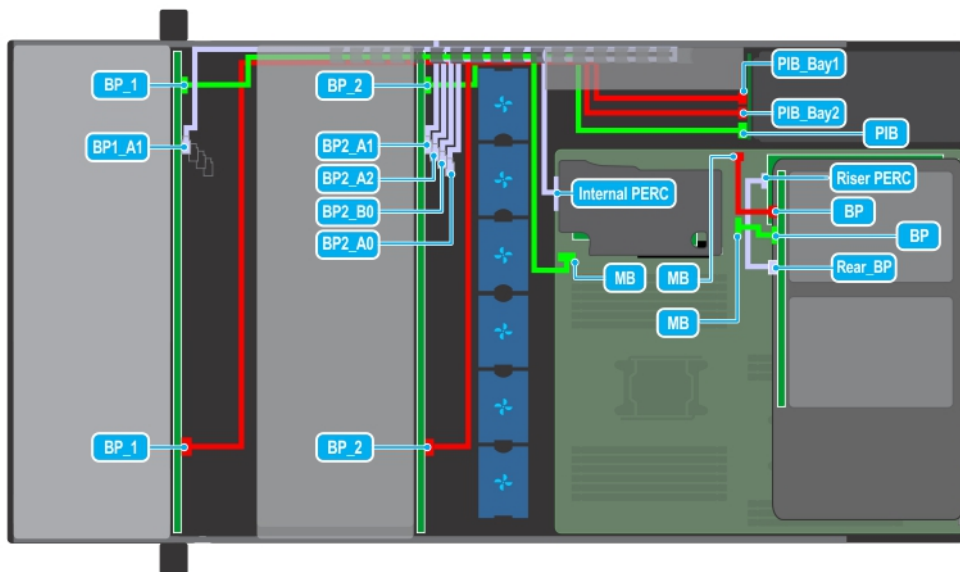 BP_1
BP_2
PIB_Bay1
PIB_Bay2
PIB
BP1_A1
BP2_A1
BP2_A2
BP2_B0
BP2_A0
Internal PERC
Riser PERC
BP
BP
Rear_BP
MB
MB
MB
BP_1
BP_2